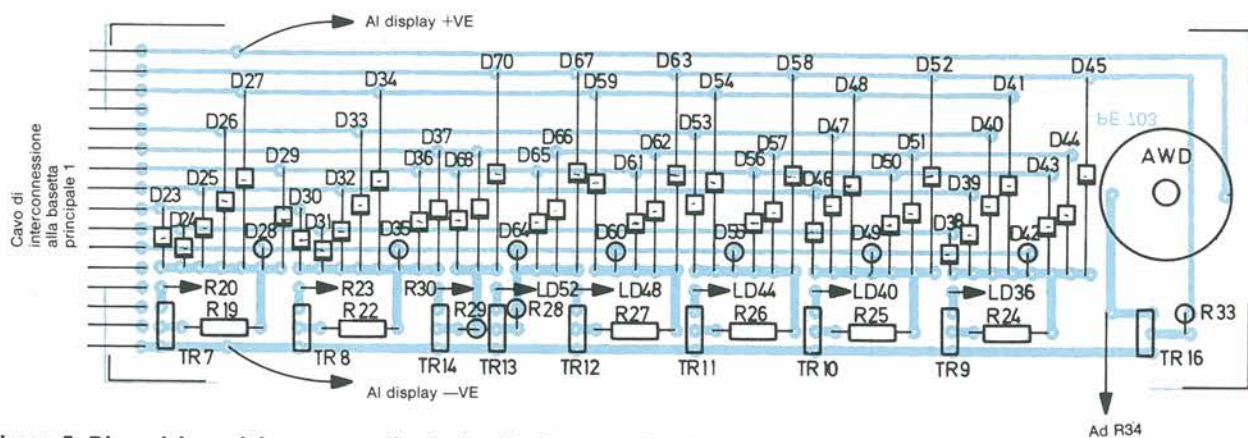 Al display +VE
D70
D67
D63
D58
D52
D45
D27
D34
D59
D54
D48
D41
D26
D33
D37
D66
D62
D53
D57
D47
D51
D40
D44
PE 703
AWD
D29
D36
D68
D65
D61
D56
D50
D43
D25
D32
D46
D39
D23
D30
D24
D31
D28
D35
D64
D60
D55
D49
D38
D42
Cavo di
interconnessione
alla basetta
principale 1
R20
R23
R30
LD52
LD48
LD44
LD40
LD36
R19
R22
R29
R28
R27
R26
R25
R24
R33
TR7
TR8
TR14
TR13
TR12
TR11
TR10
TR9
TR16
Al display —VE
Ad R34